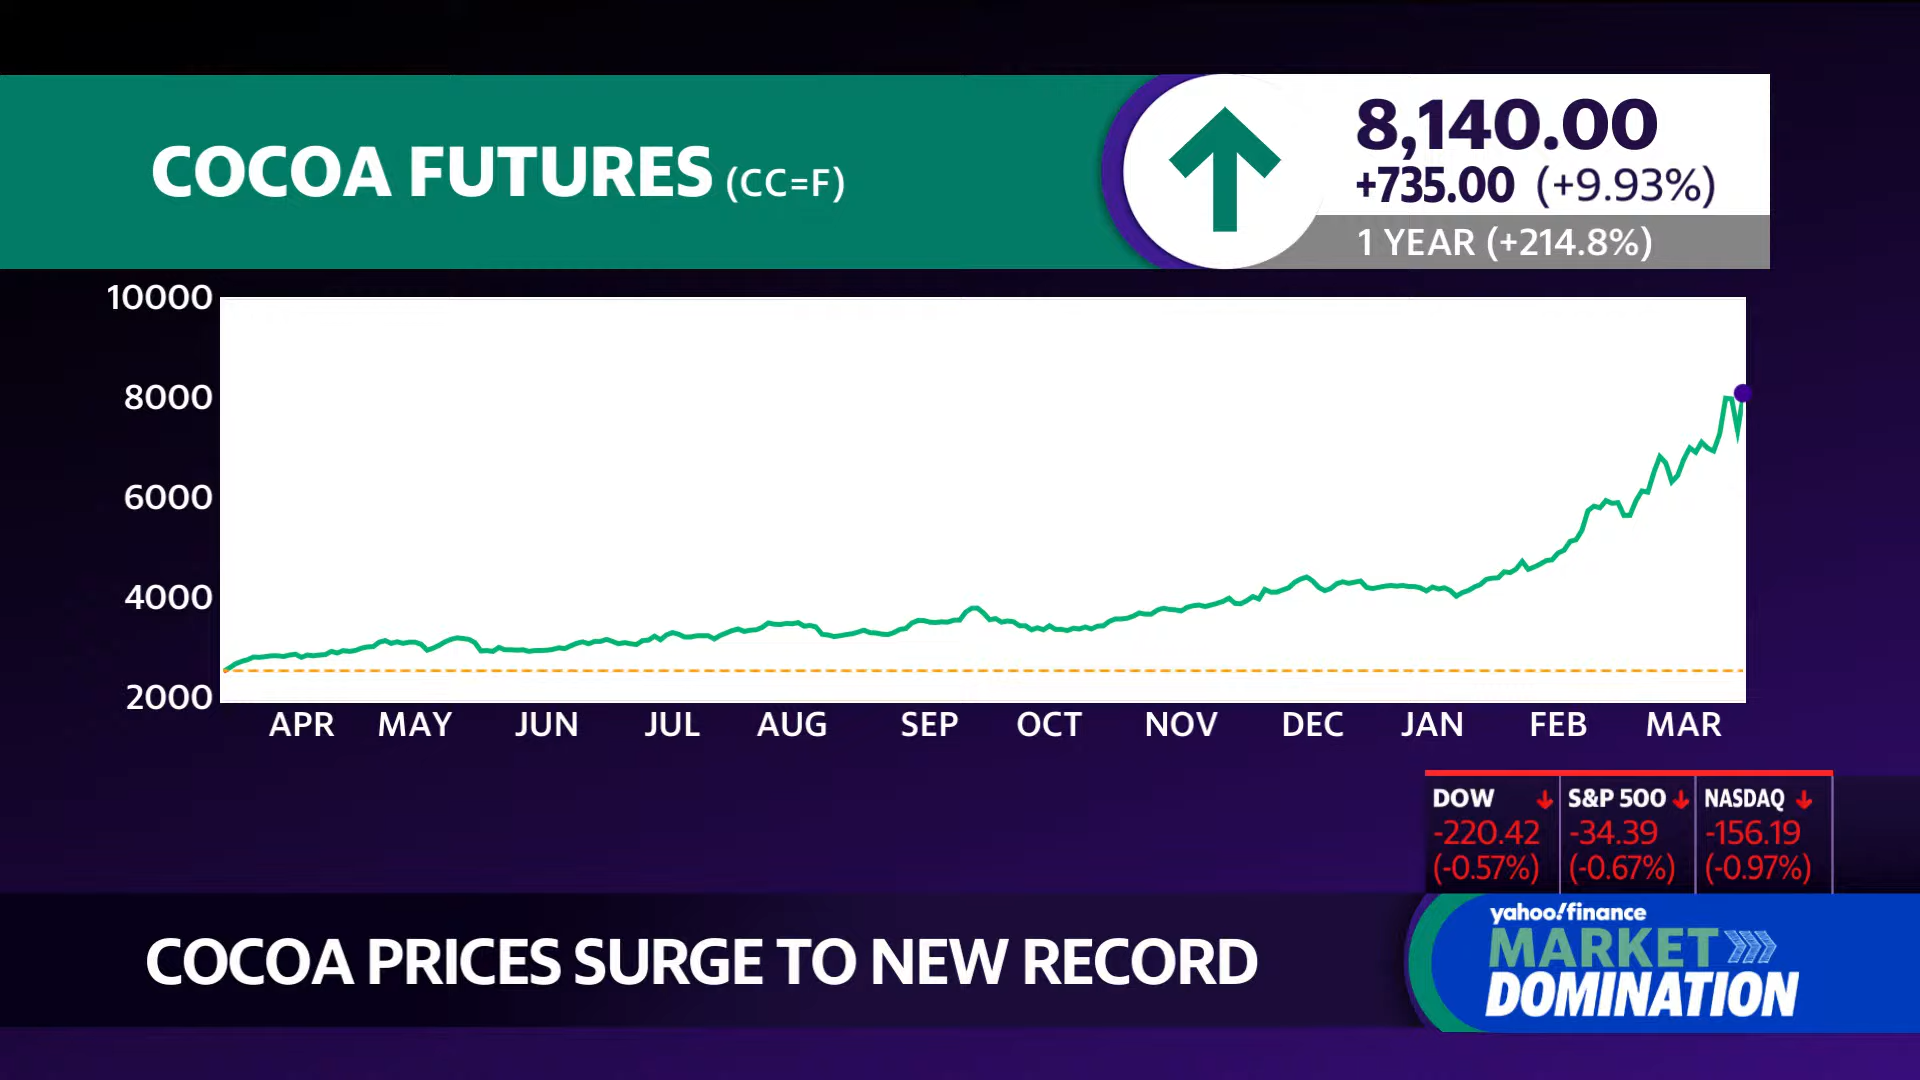 COCOA FUTURES (CC=F)
8,140.00
+735.00 (+9.93%)
1 YEAR (+214.8%)
10000
8000
6000
4000
2000
APR MAY JUN JUL AUG SEP OCT NOV DEC JAN FEB MAR
DOW S&P 500 NASDAQ
-220.42 -34.39 -156.19
(-0.57%) (-0.67%) (-0.97%)
COCOA PRICES SURGE TO NEW RECORD
yahoo!finance
MARKET
DOMINATION